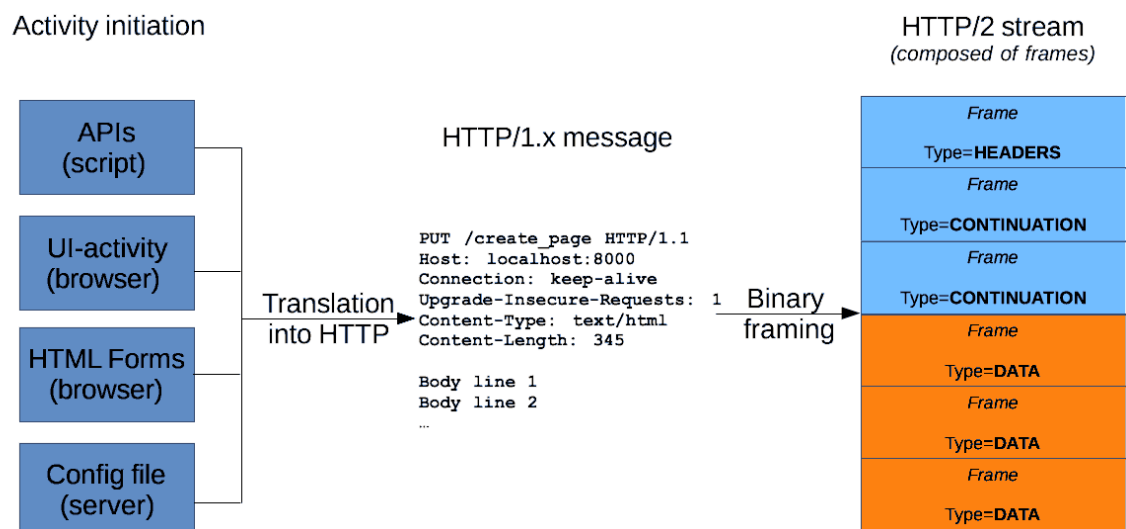 Activity initiation
APIs
(script)
UI-activity
(browser)
HTML Forms
(browser)
Config file
(server)
Translation
into HTTP
HTTP/1.x message
PUT /create_page HTTP/1.1
Host: localhost:8000
Connection: keep-alive
Upgrade-Insecure-Requests: 1
Content-Type: text/html
Content-Length: 345
Body line 1
Body line 2
…
Binary
framing
HTTP/2 stream
(composed of frames)
Frame
Type=HEADERS
Frame
Type=CONTINUATION
Frame
Type=CONTINUATION
Frame
Type=DATA
Frame
Type=DATA
Frame
Type=DATA